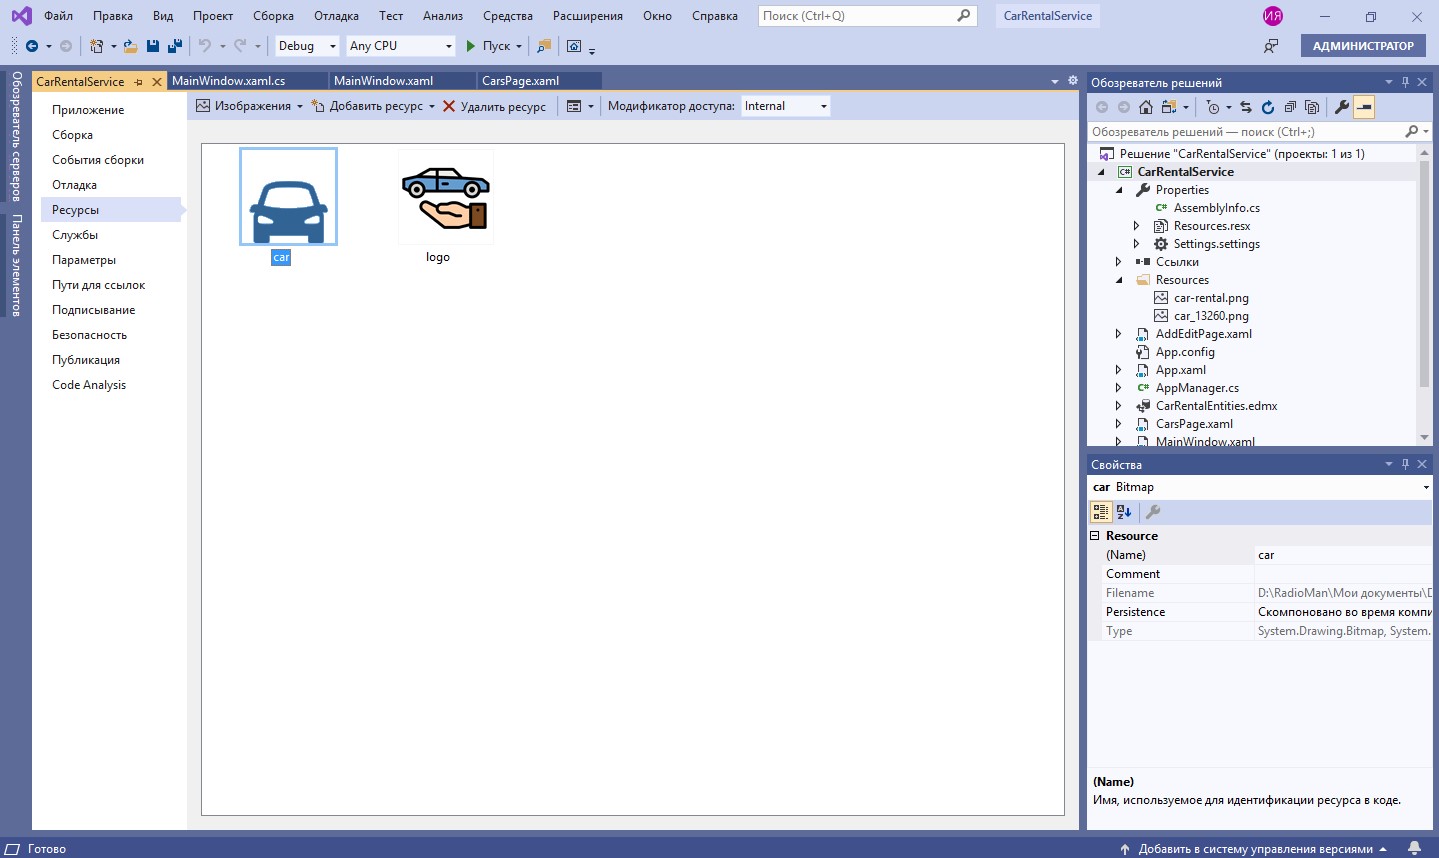 Файл Правка Вид Проект Сборка Отладка Тест Анализ Средства Расширения Окно Справка Поиск (Ctrl+Q) CarRentalService ИЯ
Debug Any CPU Пуск АДМИНИСТРАТОР
Обозреватель серверов
Панель элементов
CarRentalService MainWindow.xaml.cs MainWindow.xaml CarsPage.xaml
Приложение
Сборка
События сборки
Отладка
Ресурсы
Службы
Параметры
Пути для ссылок
Подписывание
Безопасность
Публикация
Code Analysis
Изображения Добавить ресурс Удалить ресурс Модификатор доступа: Internal
car logo
Обозреватель решений
Обозреватель решений — поиск (Ctrl+;)
Решение "CarRentalService" (проекты: 1 из 1)
C# CarRentalService
Properties
C# AssemblyInfo.cs
Resources.resx
Settings.settings
Ссылки
Resources
car-rental.png
car_13260.png
AddEditPage.xaml
App.config
App.xaml
C# AppManager.cs
CarRentalEntities.edmx
CarsPage.xaml
MainWindow.xaml
Свойства
car Bitmap
Resource
(Name) car
Comment
Filename D:\RadioMan\Мои документы\D
Persistence Скомпоновано во время компи
Type System.Drawing.Bitmap, System.
(Name)
Имя, используемое для идентификации ресурса в коде.
Готово Добавить в систему управления версиями